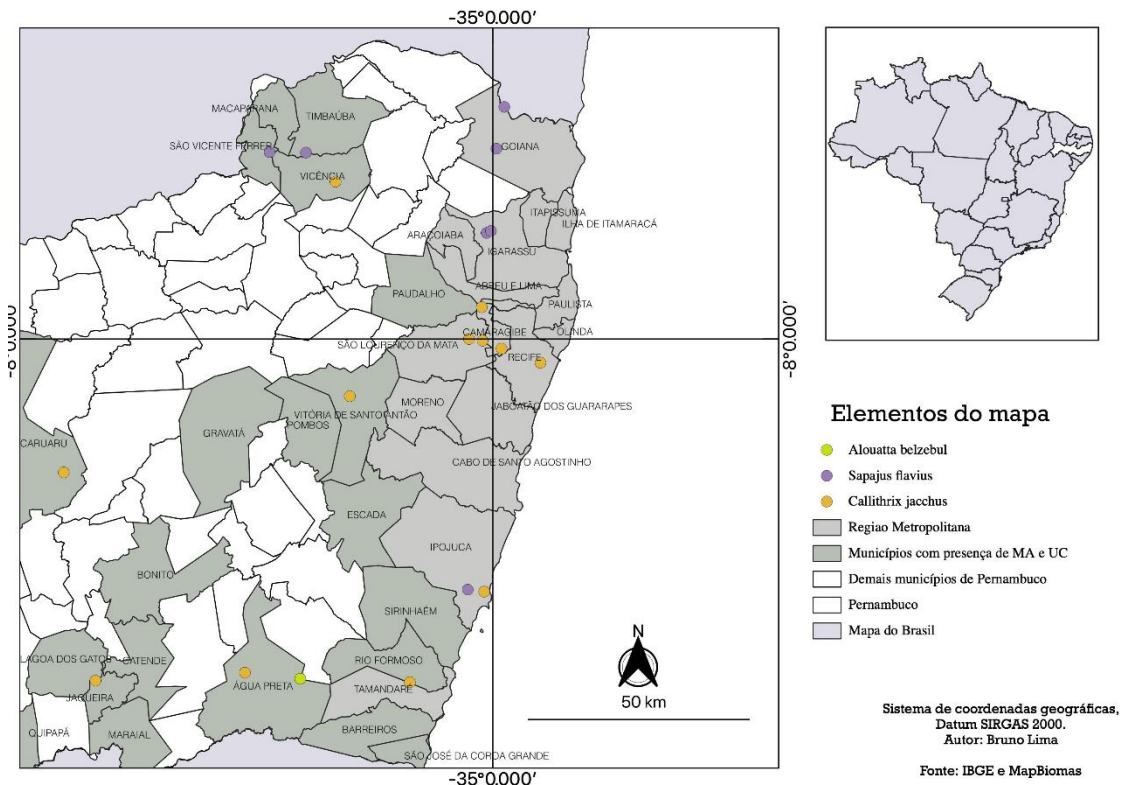 -35°0.000'
MACAPARANA
TIMBAÚBA
SÃO VICENTE FERRER
GOIANA
VICÊNCIA
ITAPISSUMA
ILHA DE ITAMARACÁ
ARAÇOIABA
IGARASSU
ABREU E LIMA
PAUDALHO
PAULISTA
CAMARAGIBE
OLINDA
-8°0.000'
SÃO LOURENÇO DA MATA
RECIFE
-8°0.000'
MORENO
JABOATÃO DOS GUARARAPES
VITÓRIA DE SANTO ANTÃO
POMBOS
GRAVATÁ
CARUARU
CABO DE SANTO AGOSTINHO
ESCADA
IPOJUCA
BONITO
SIRINHAÉM
LAGOA DOS GATOS
CATENDE
RIO FORMOSO
ÁGUA PRETA
TAMANDARÉ
JAQUEIRA
QUIPAPÁ
MARAIAL
BARREIROS
SÃO JOSÉ DA COROA GRANDE
-35°0.000'
N
50 km
Elementos do mapa
Alouatta belzebul
Sapajus flavius
Callithrix jacchus
Regiao Metropolitana
Municípios com presença de MA e UC
Demais municípios de Pernambuco
Pernambuco
Mapa do Brasil
Sistema de coordenadas geográficas,
Datum SIRGAS 2000.
Autor: Bruno Lima
Fonte: IBGE e MapBiomas